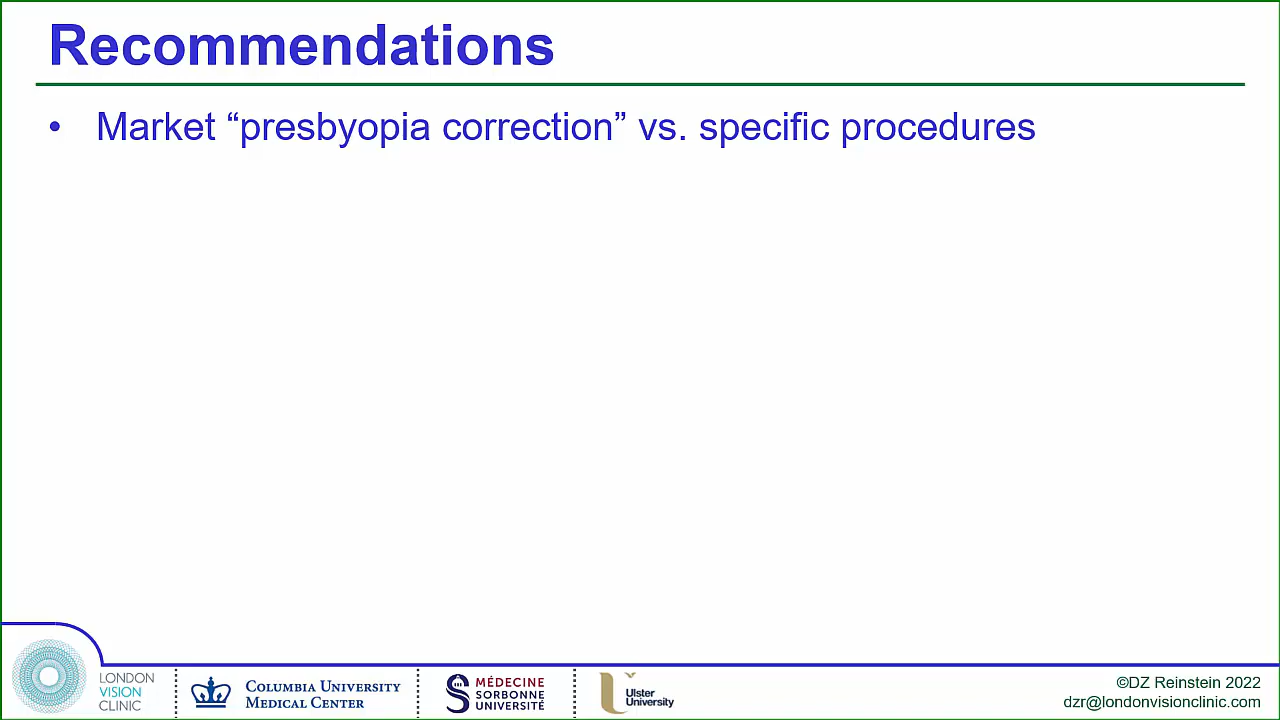 Recommendations
• Market “presbyopia correction” vs. specific procedures
LONDON
VISION
CLINIC
COLUMBIA UNIVERSITY
MEDICAL CENTER
MÉDECINE
SORBONNE
UNIVERSITÉ
Ulster
University
©DZ Reinstein 2022
dzr@londonvisionclinic.com